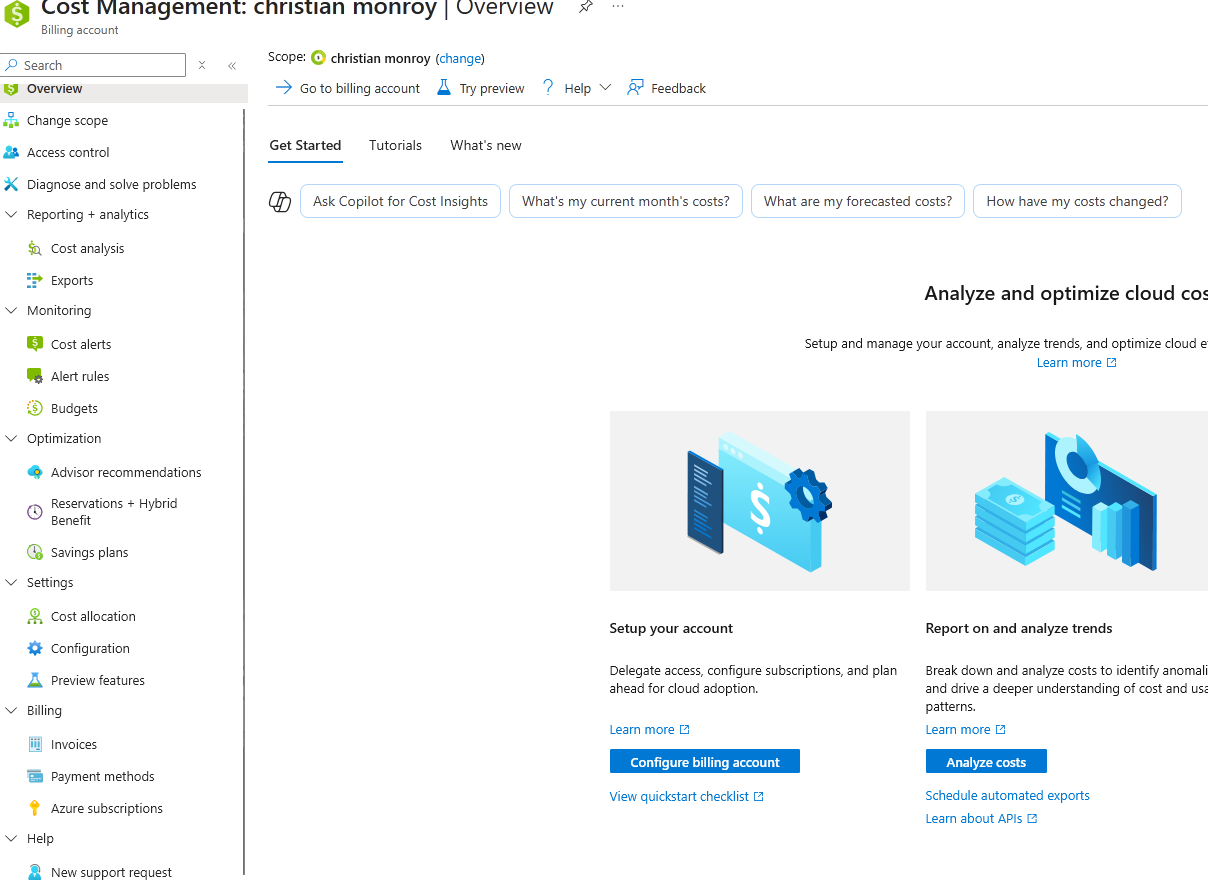 Cost Management: christian monroy | Overview
Billing account
Search
Scope: christian monroy (change)
Go to billing account
Try preview
Help
Feedback
Overview
Change scope
Access control
Diagnose and solve problems
Reporting + analytics
Cost analysis
Exports
Monitoring
Cost alerts
Alert rules
Budgets
Optimization
Advisor recommendations
Reservations + Hybrid
Benefit
Savings plans
Settings
Cost allocation
Configuration
Preview features
Billing
Invoices
Payment methods
Azure subscriptions
Help
New support request
Get Started
Tutorials
What's new
Ask Copilot for Cost Insights
What's my current month's costs?
What are my forecasted costs?
How have my costs changed?
Analyze and optimize cloud cos
Setup and manage your account, analyze trends, and optimize cloud e
Learn more
Setup your account
Delegate access, configure subscriptions, and plan
ahead for cloud adoption.
Learn more
Configure billing account
View quickstart checklist
Report on and analyze trends
Break down and analyze costs to identify anomali
and drive a deeper understanding of cost and usa
patterns.
Learn more
Analyze costs
Schedule automated exports
Learn about APIs